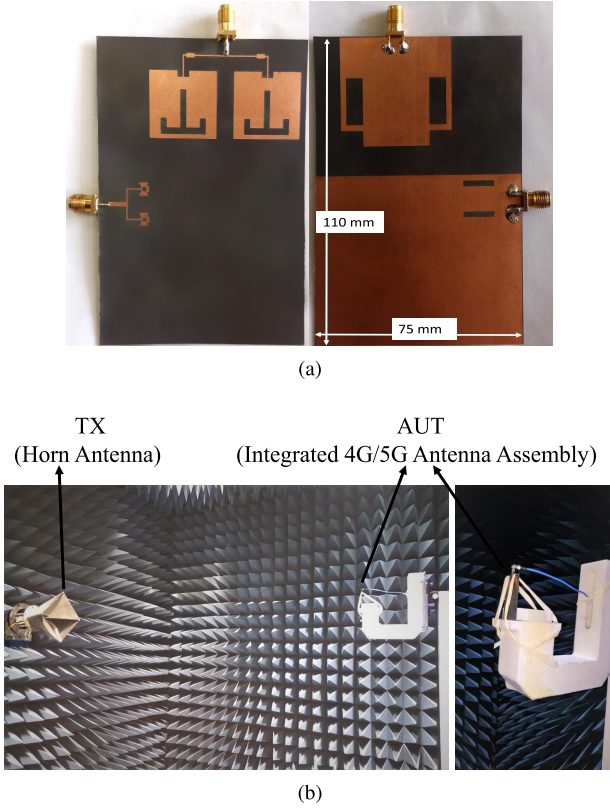 110 mm
75 mm
(a)
TX
(Horn Antenna)
AUT
(Integrated 4G/5G Antenna Assembly)
(b)